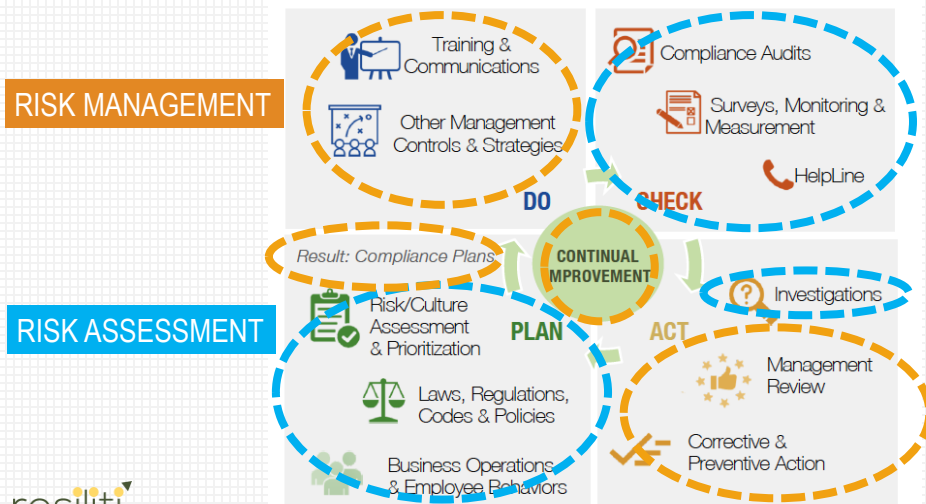 RISK MANAGEMENT
Training &
Communications
Other Management
Controls & Strategies
DO
Compliance Audits
Surveys, Monitoring &
Measurement
HelpLine
CHECK
Result: Compliance Plans
CONTINUAL
IMPROVEMENT
RISK ASSESSMENT
Risk/Culture
Assessment
& Prioritization
PLAN
Laws, Regulations,
Codes & Policies
Business Operations
& Employee Behaviors
ACT
Investigations
Management
Review
Corrective &
Preventive Action
resiliti